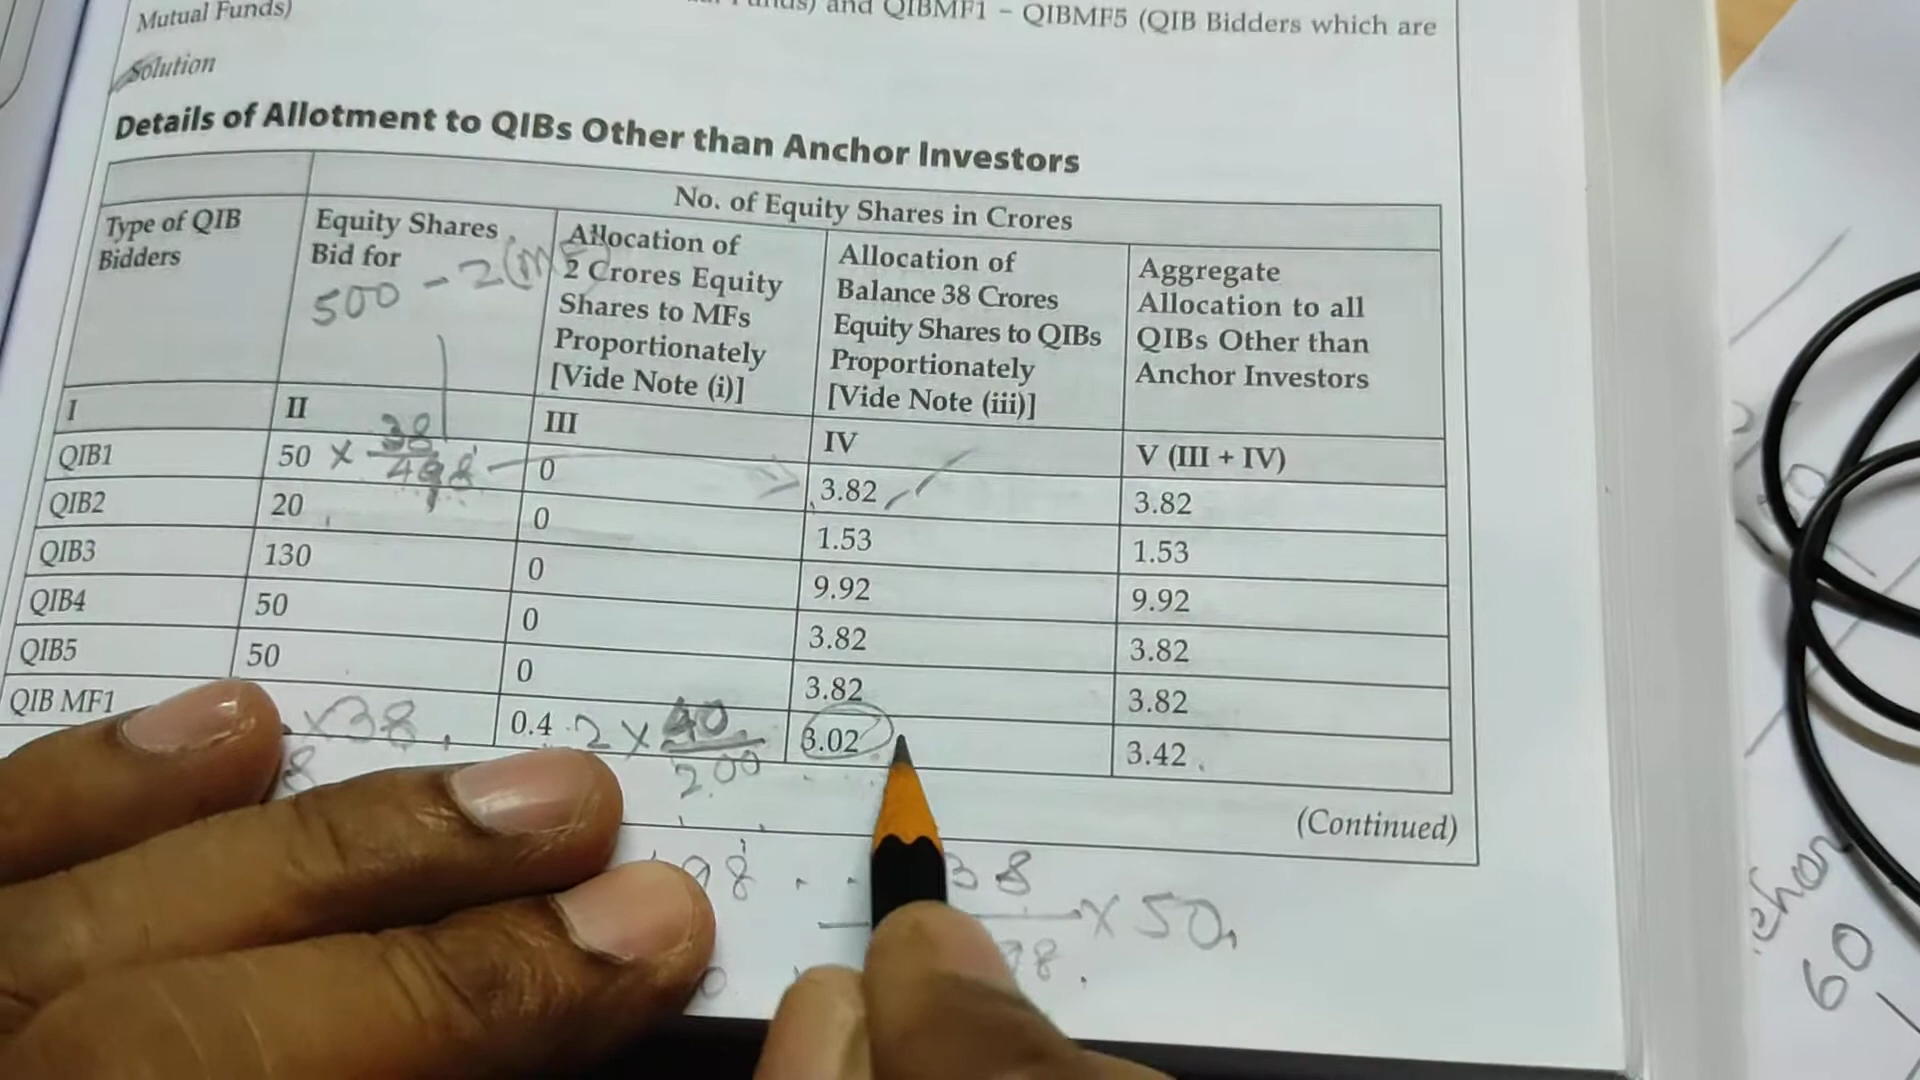 Funds) and QIBMF1 – QIBMF5 (QIB Bidders which are
Mutual Funds)
Solution
Details of Allotment to QIBs Other than Anchor Investors
No. of Equity Shares in Crores
Type of QIB Bidders
Equity Shares Bid for
500 - 2 (M
Allocation of 2 Crores Equity Shares to MFs Proportionately [Vide Note (i)]
Allocation of Balance 38 Crores Equity Shares to QIBs Proportionately [Vide Note (iii)]
Aggregate Allocation to all QIBs Other than Anchor Investors
I II III IV V (III + IV)
QIB1 50 × 38/498 0 3.82 3.82
QIB2 20 0 1.53 1.53
QIB3 130 0 9.92 9.92
QIB4 50 0 3.82 3.82
QIB5 50 0 3.82 3.82
QIB MF1 ×38 0.4 2 × 40/200 3.02 3.42
(Continued)
98 38
× 50
98
60